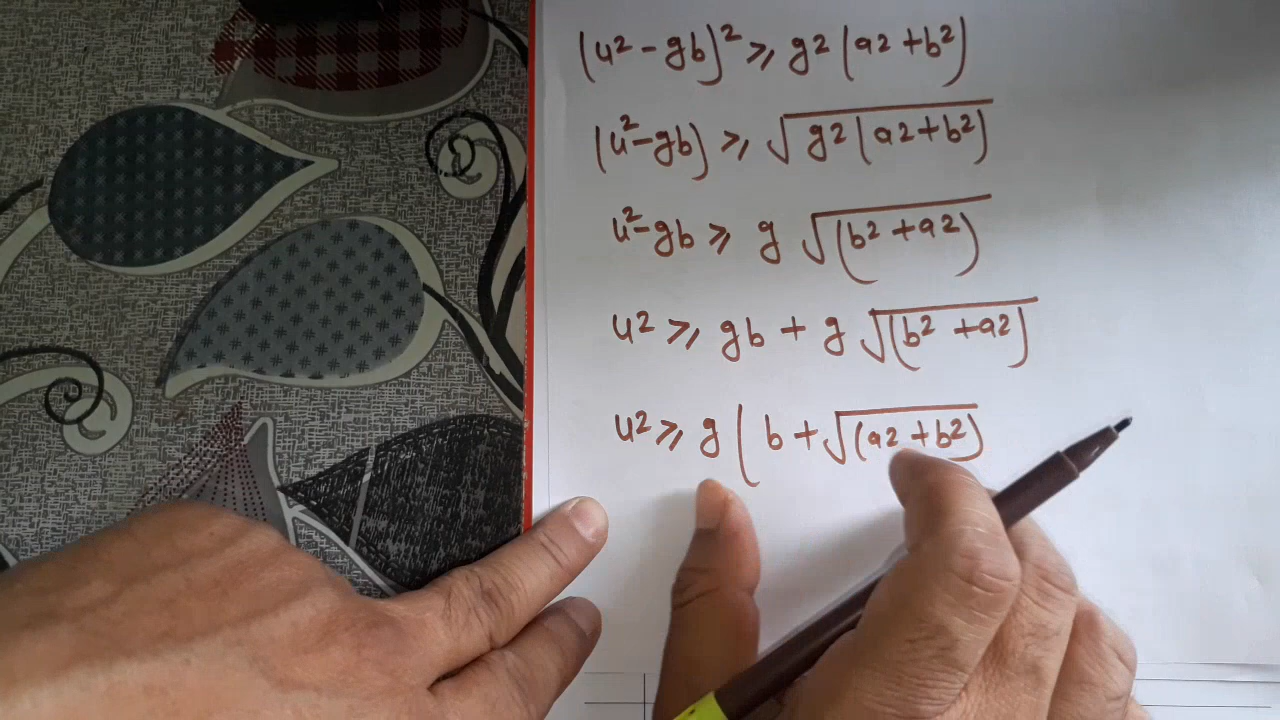 (u² - gb)² ⩾ g2 (a2 + b²)
(u² - gb) ⩾ √g2 (a2 + b²)
u² - gb ⩾ g √(b² + a2)
u² ⩾ gb + g √(b² + a2)
u² ⩾ g ( b + √(a2 + b²)